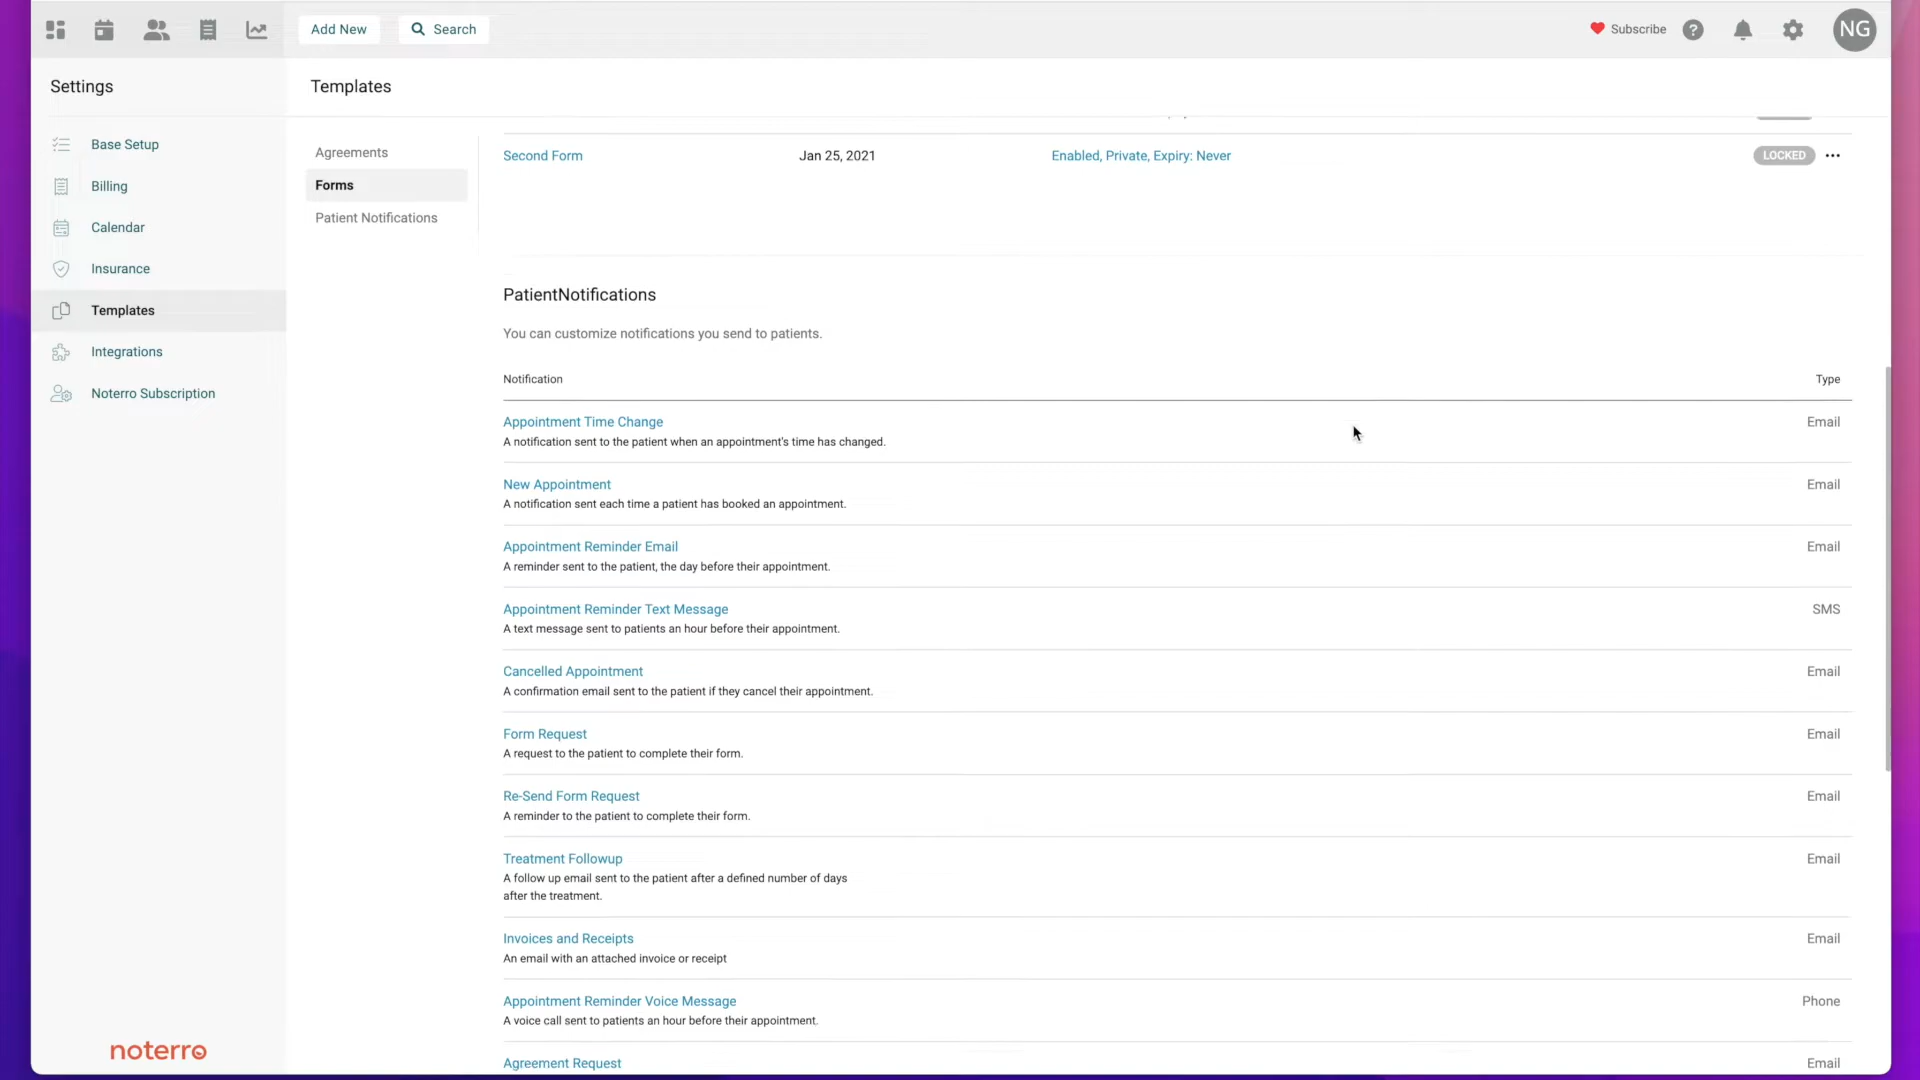 Add New
Search
Subscribe
?
NG
Settings
Templates
Base Setup
Billing
Calendar
Insurance
Templates
Integrations
Noterro Subscription
Agreements
Forms
Patient Notifications
Second Form Jan 25, 2021 Enabled, Private, Expiry: Never LOCKED
PatientNotifications
You can customize notifications you send to patients.
Notification Type
Appointment Time Change Email
A notification sent to the patient when an appointment's time has changed.
New Appointment Email
A notification sent each time a patient has booked an appointment.
Appointment Reminder Email Email
A reminder sent to the patient, the day before their appointment.
Appointment Reminder Text Message SMS
A text message sent to patients an hour before their appointment.
Cancelled Appointment Email
A confirmation email sent to the patient if they cancel their appointment.
Form Request Email
A request to the patient to complete their form.
Re-Send Form Request Email
A reminder to the patient to complete their form.
Treatment Followup Email
A follow up email sent to the patient after a defined number of days
after the treatment.
Invoices and Receipts Email
An email with an attached invoice or receipt
Appointment Reminder Voice Message Phone
A voice call sent to patients an hour before their appointment.
Agreement Request Email
noterro